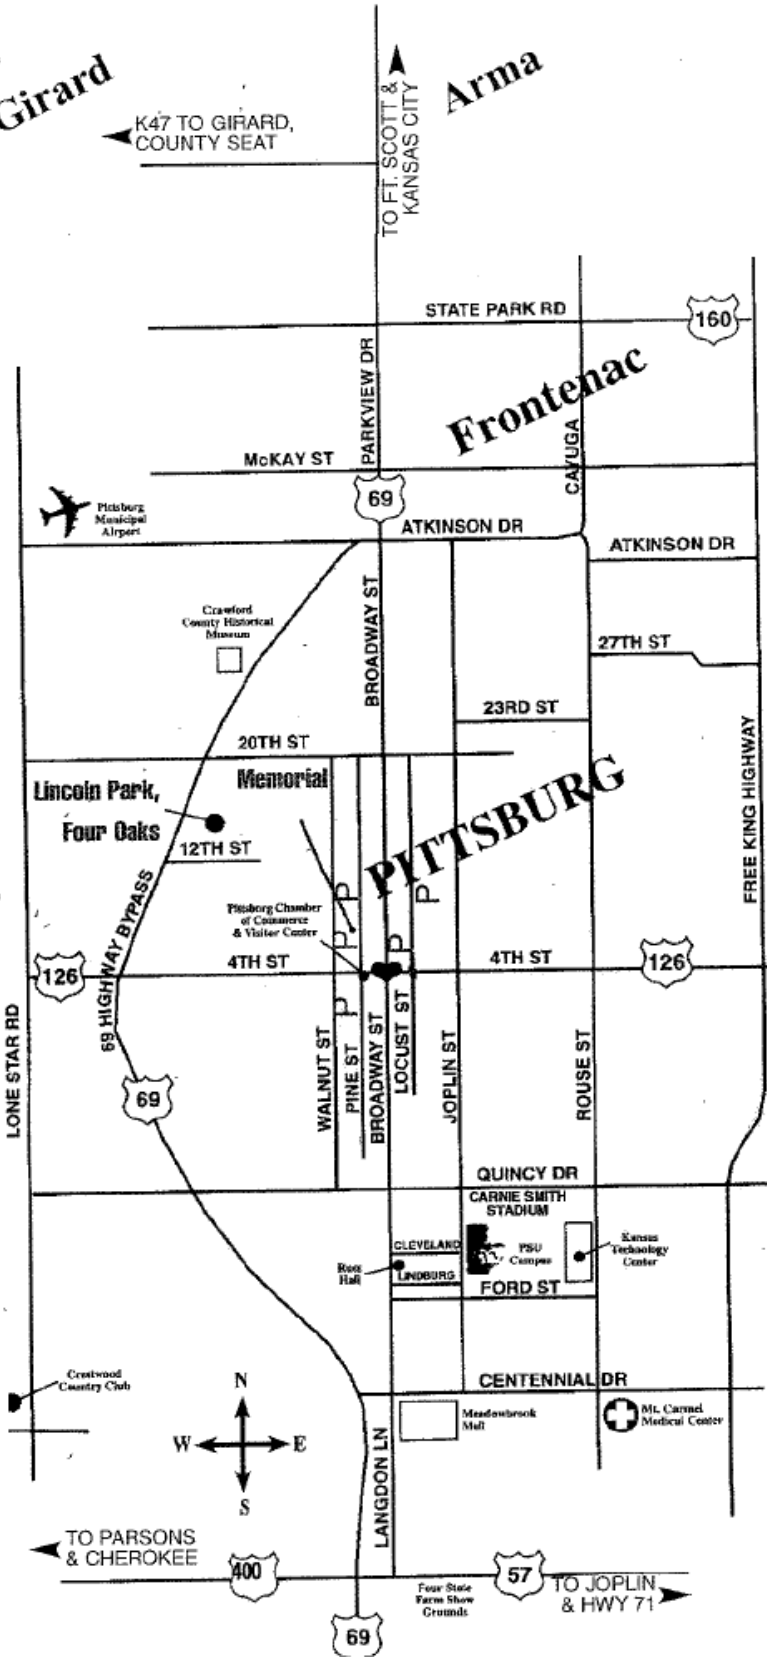 Girard
Arma
K47 TO GIRARD,
COUNTY SEAT
TO FT. SCOTT &
KANSAS CITY
STATE PARK RD
160
PARKVIEW DR
Frontenac
CAYUGA
McKAY ST
69
Pittsburg
Municipal
Airport
ATKINSON DR
ATKINSON DR
Crawford
County Historical
Museum
BROADWAY ST
27TH ST
23RD ST
20TH ST
Lincoln Park,
Four Oaks
Memorial
PITTSBURG
FREE KING HIGHWAY
12TH ST
69 HIGHWAY BYPASS
P
P
Pittsburg Chamber
of Commerce
& Visitor Center
P
P
126
4TH ST
4TH ST
126
P
LONE STAR RD
WALNUT ST
PINE ST
BROADWAY ST
LOCUST ST
JOPLIN ST
ROUSE ST
69
QUINCY DR
CARNIE SMITH
STADIUM
CLEVELAND
PSU
Campus
Kansas
Technology
Center
Russ
Hall
LINDBURG
FORD ST
Crestwood
Country Club
CENTENNIAL DR
Meadowbrook
Mall
Mt. Carmel
Medical Center
N
W
E
S
LANGDON LN
TO PARSONS
& CHEROKEE
400
57
TO JOPLIN
& HWY 71
Four State
Farm Show
Grounds
69